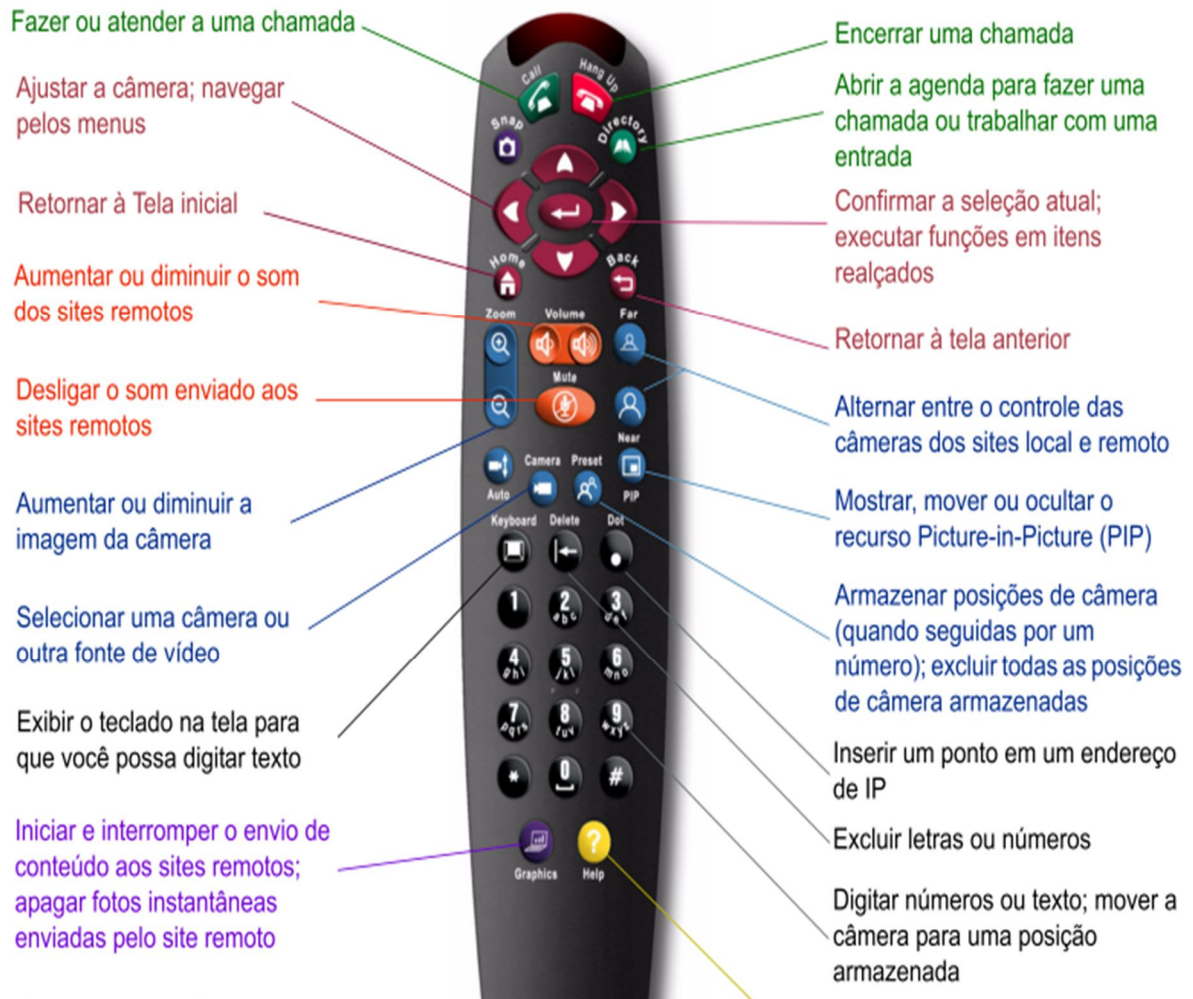 Fazer ou atender a uma chamada
Ajustar a câmera; navegar
pelos menus
Retornar à Tela inicial
Aumentar ou diminuir o som
dos sites remotos
Desligar o som enviado aos
sites remotos
Aumentar ou diminuir a
imagem da câmera
Selecionar uma câmera ou
outra fonte de vídeo
Exibir o teclado na tela para
que você possa digitar texto
Iniciar e interromper o envio de
conteúdo aos sites remotos;
apagar fotos instantâneas
enviadas pelo site remoto
Call
Hang Up
Snap
Directory
Home
Back
Zoom
Volume
Far
Mute
Near
Auto
Camera
Preset
PIP
Keyboard
Delete
Dot
1
2
abc
3
def
4
ghi
5
jkl
6
mno
7
pqrs
8
tuv
9
wxyz
*
0
#
?
Graphics
Help
Encerrar uma chamada
Abrir a agenda para fazer uma
chamada ou trabalhar com uma
entrada
Confirmar a seleção atual;
executar funções em itens
realçados
Retornar à tela anterior
Alternar entre o controle das
câmeras dos sites local e remoto
Mostrar, mover ou ocultar o
recurso Picture-in-Picture (PIP)
Armazenar posições de câmera
(quando seguidas por um
número); excluir todas as posições
de câmera armazenadas
Inserir um ponto em um endereço
de IP
Excluir letras ou números
Digitar números ou texto; mover a
câmera para uma posição
armazenada